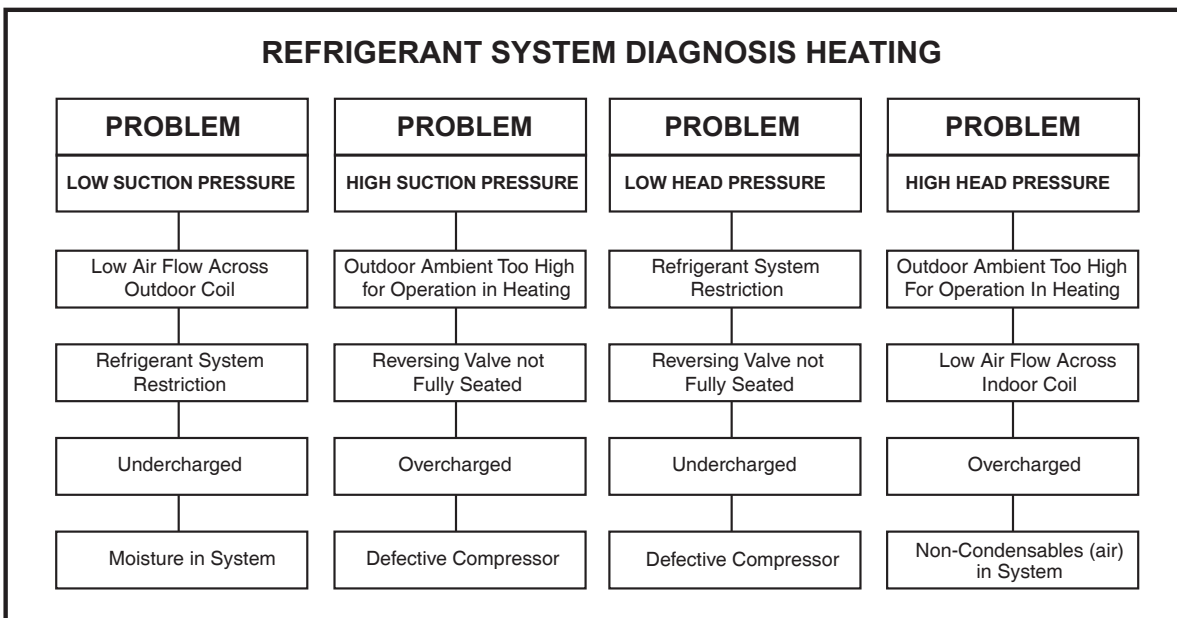 REFRIGERANT SYSTEM DIAGNOSIS HEATING
PROBLEM
LOW SUCTION PRESSURE
Low Air Flow Across
Outdoor Coil
Refrigerant System
Restriction
Undercharged
Moisture in System
PROBLEM
HIGH SUCTION PRESSURE
Outdoor Ambient Too High
for Operation in Heating
Reversing Valve not
Fully Seated
Overcharged
Defective Compressor
PROBLEM
LOW HEAD PRESSURE
Refrigerant System
Restriction
Reversing Valve not
Fully Seated
Undercharged
Defective Compressor
PROBLEM
HIGH HEAD PRESSURE
Outdoor Ambient Too High
For Operation In Heating
Low Air Flow Across
Indoor Coil
Overcharged
Non-Condensables (air)
in System